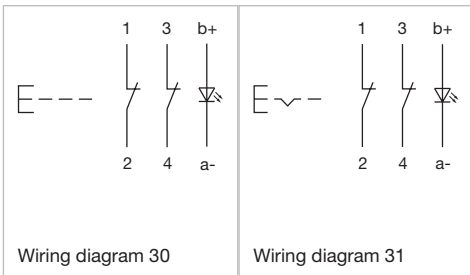 1 3 b+
2 4 a-
Wiring diagram 30
1 3 b+
2 4 a-
Wiring diagram 31